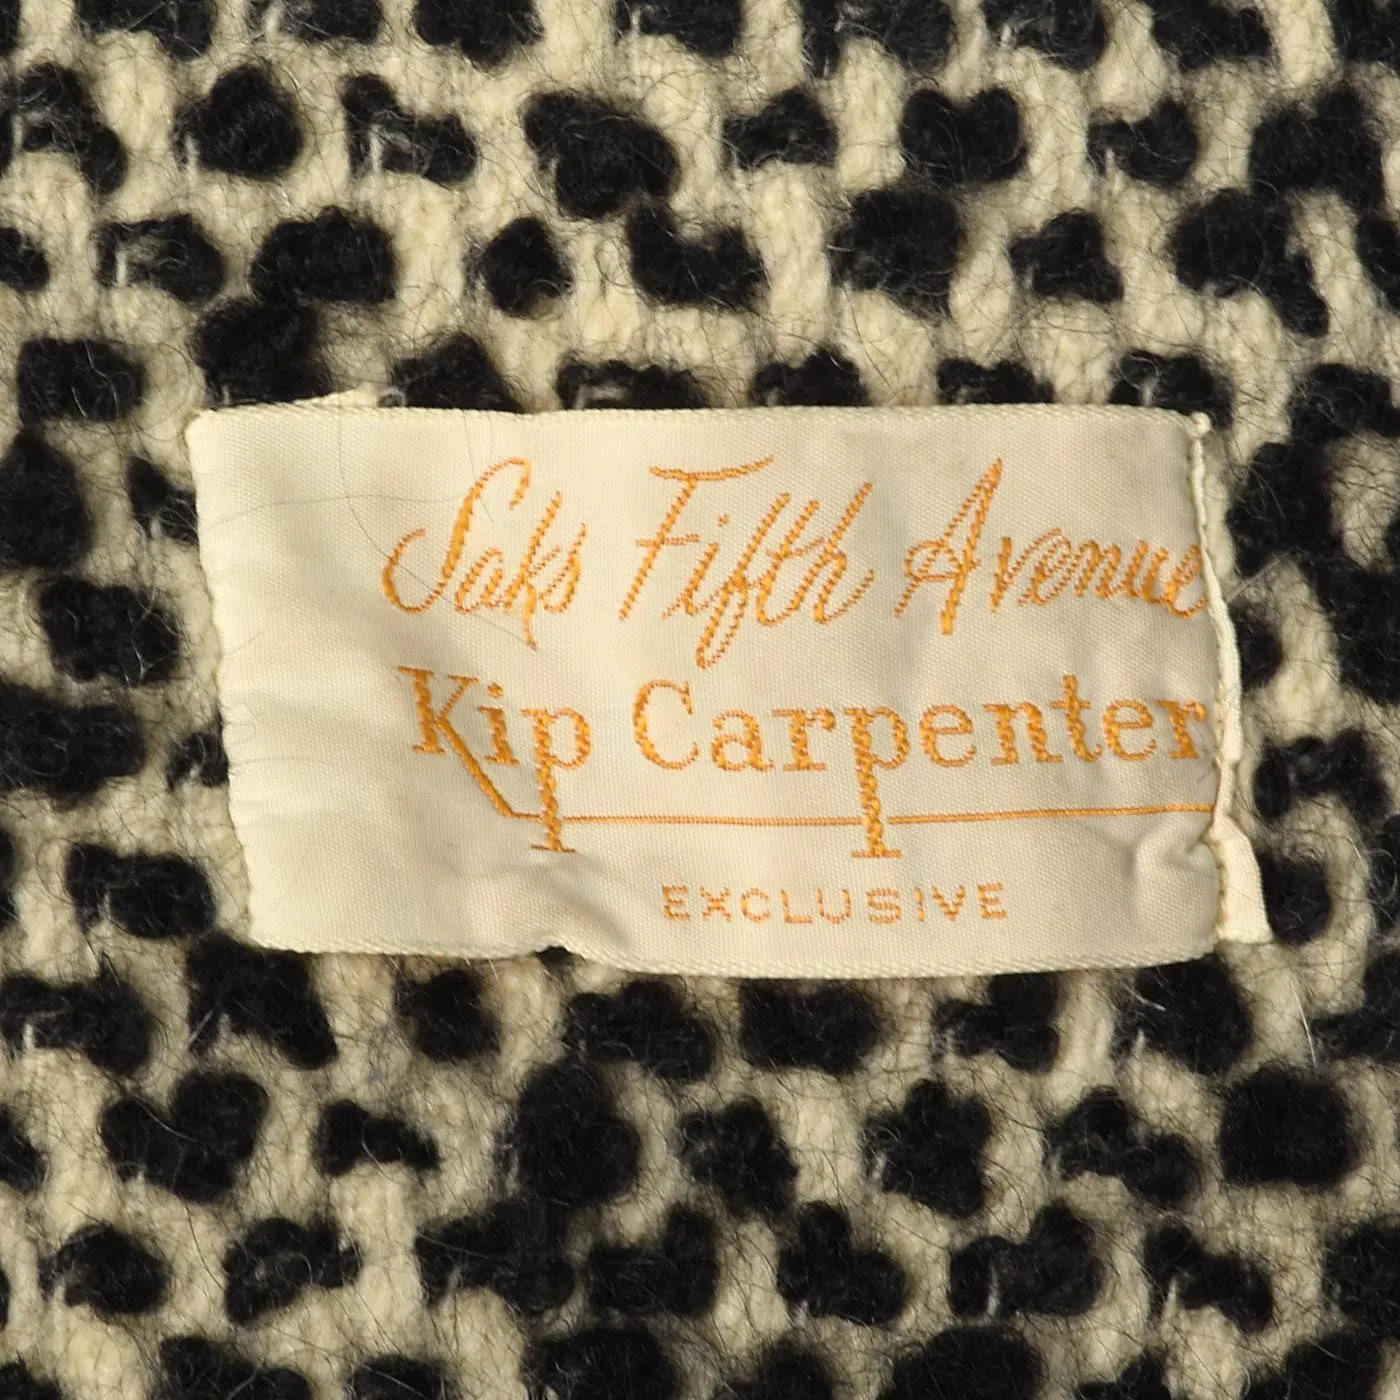 Saks Fifth Avenue
Kip Carpenter
EXCLUSIVE